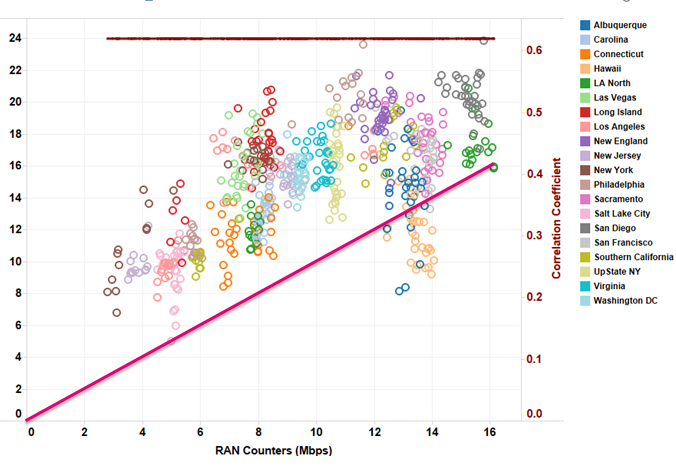 24
22
20
18
16
14
12
10
8
6
4
2
0
0 2 4 6 8 10 12 14 16
RAN Counters (Mbps)
0.6
0.5
0.4
0.3
0.2
0.1
0.0
Correlation Coefficient
Albuquerque
Carolina
Connecticut
Hawaii
LA North
Las Vegas
Long Island
Los Angeles
New England
New Jersey
New York
Philadelphia
Sacramento
Salt Lake City
San Diego
San Francisco
Southern California
UpState NY
Virginia
Washington DC